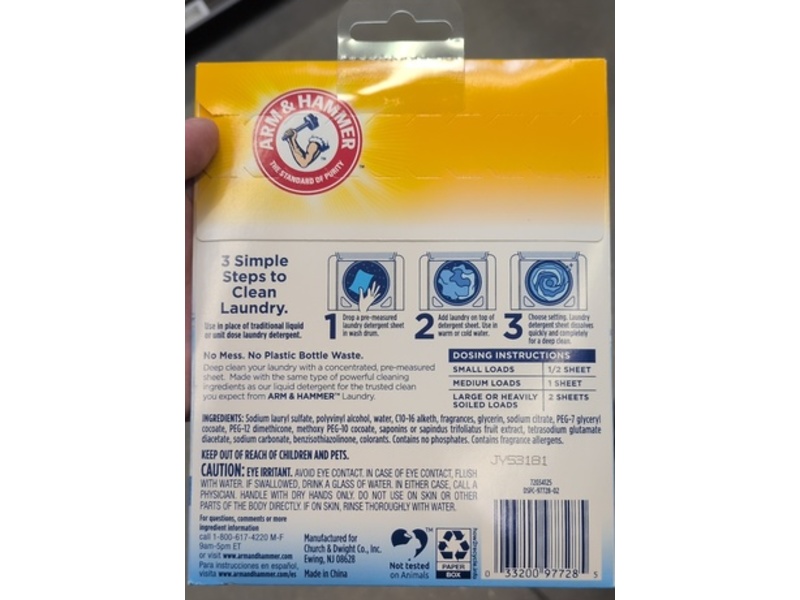 ARM & HAMMER
THE STANDARD OF PURITY
3 Simple
Steps to
Clean
Laundry.
Use in place of traditional liquid
or unit dose laundry detergent.
1 Drop a pre-measured
laundry detergent sheet
in wash drum.
2 Add laundry on top of
detergent sheet. Use in
warm or cold water.
3 Choose setting. Laundry
detergent sheet dissolves
quickly and completely
for a deep clean.
No Mess. No Plastic Bottle Waste.
Deep clean your laundry with a concentrated, pre-measured
sheet. Made with the same type of powerful cleaning
ingredients as our liquid detergent for the trusted clean
you expect from ARM & HAMMER™ Laundry.
DOSING INSTRUCTIONS
SMALL LOADS 1/2 SHEET
MEDIUM LOADS 1 SHEET
LARGE OR HEAVILY
SOILED LOADS 2 SHEETS
INGREDIENTS: Sodium lauryl sulfate, polyvinyl alcohol, water, C10-16 alketh, fragrances, glycerin, sodium citrate, PEG-7 glyceryl
cocoate, PEG-12 dimethicone, methoxy PEG-10 cocoate, saponins or sapindus trifoliatus fruit extract, tetrasodium glutamate
diacetate, sodium carbonate, benzisothiazolinone, colorants. Contains no phosphates. Contains fragrance allergens.
KEEP OUT OF REACH OF CHILDREN AND PETS.
CAUTION: EYE IRRITANT. AVOID EYE CONTACT. IN CASE OF EYE CONTACT, FLUSH
WITH WATER. IF SWALLOWED, DRINK A GLASS OF WATER. IN EITHER CASE, CALL A
PHYSICIAN. HANDLE WITH DRY HANDS ONLY. DO NOT USE ON SKIN OR OTHER
PARTS OF THE BODY DIRECTLY. IF ON SKIN, RINSE THOROUGHLY WITH WATER.
JV53181
72034025
DSPC-97728-02
For questions, comments or more
ingredient information
call 1-800-617-4220 M-F
9am-5pm ET
or visit www.armandhammer.com
Para instrucciones en español,
visita www.armandhammer.com/es
Manufactured for
Church & Dwight Co., Inc.
Ewing, NJ 08628
Made in China
Not tested
on Animals
PAPER
BOX
how2recycle.info
0 33200 97728 5